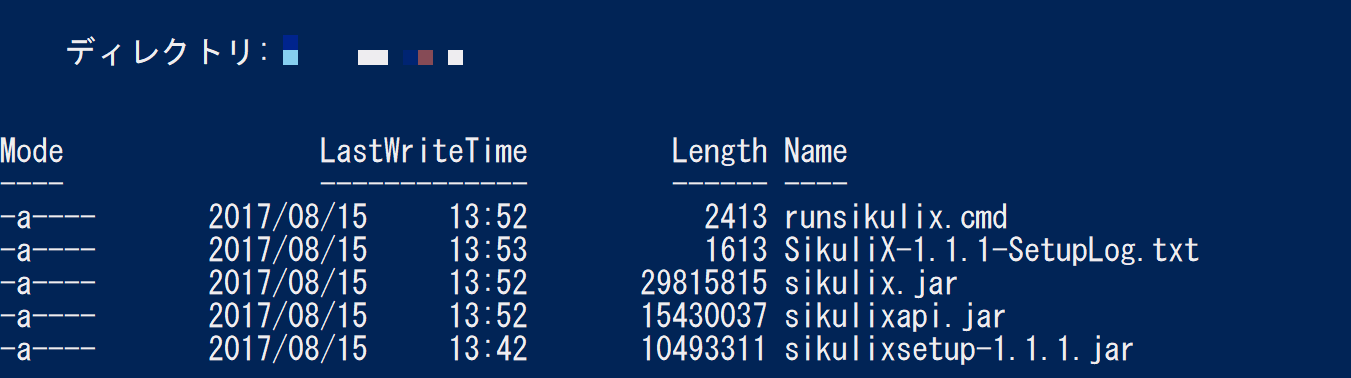 ディレクトリ:
Mode LastWriteTime Length Name
---- ------------- ------ ----
-a---- 2017/08/15 13:52 2413 runsikulix.cmd
-a---- 2017/08/15 13:53 1613 SikuliX-1.1.1-SetupLog.txt
-a---- 2017/08/15 13:52 29815815 sikulix.jar
-a---- 2017/08/15 13:52 15430037 sikulixapi.jar
-a---- 2017/08/15 13:42 10493311 sikulixsetup-1.1.1.jar